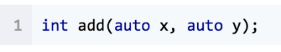 1 int add(auto x, auto y);